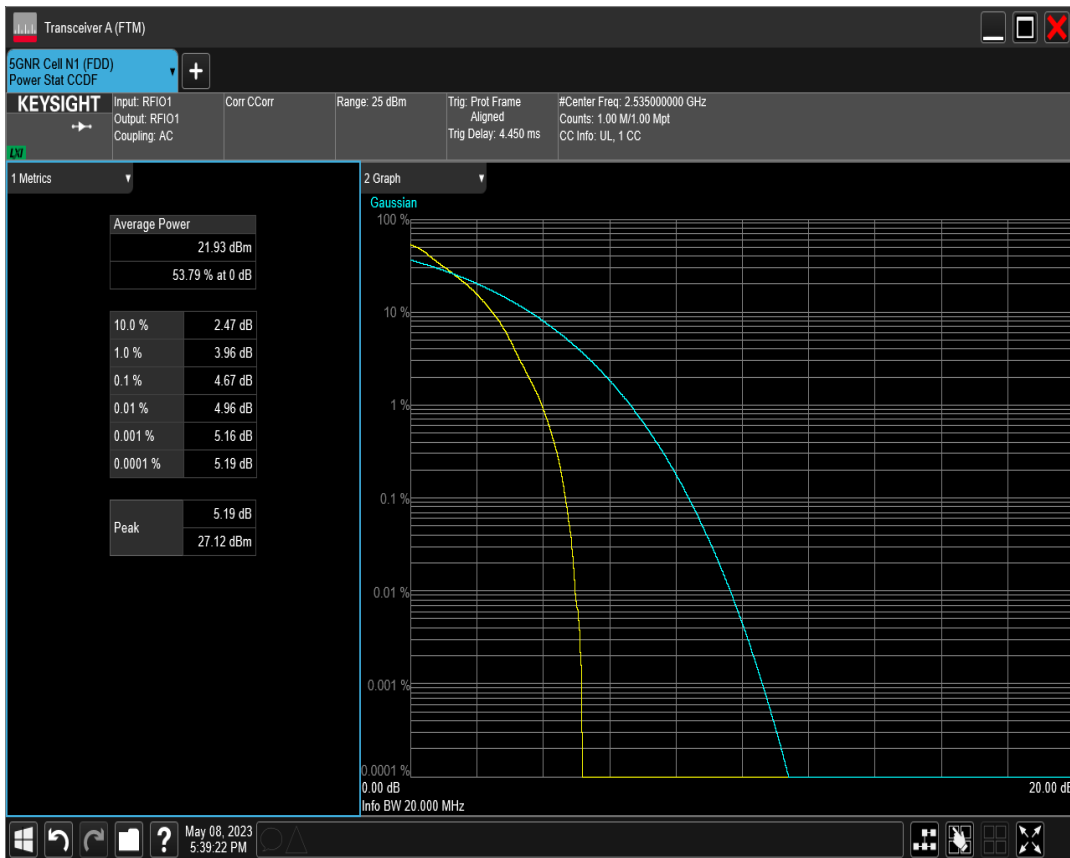 Transceiver A (FTM)
5GNR Cell N1 (FDD)
Power Stat CCDF
+
KEYSIGHT
LXI
Input: RFIO1
Output: RFIO1
Coupling: AC
Corr CCorr
Range: 25 dBm
Trig: Prot Frame
Aligned
Trig Delay: 4.450 ms
#Center Freq: 2.535000000 GHz
Counts: 1.00 M/1.00 Mpt
CC Info: UL, 1 CC
1 Metrics
Average Power
21.93 dBm
53.79 % at 0 dB
10.0 % 2.47 dB
1.0 % 3.96 dB
0.1 % 4.67 dB
0.01 % 4.96 dB
0.001 % 5.16 dB
0.0001 % 5.19 dB
Peak
5.19 dB
27.12 dBm
2 Graph
Gaussian
100 %
10 %
1 %
0.1 %
0.01 %
0.001 %
0.0001 %
0.00 dB 20.00 dB
Info BW 20.000 MHz
?
May 08, 2023
5:39:22 PM